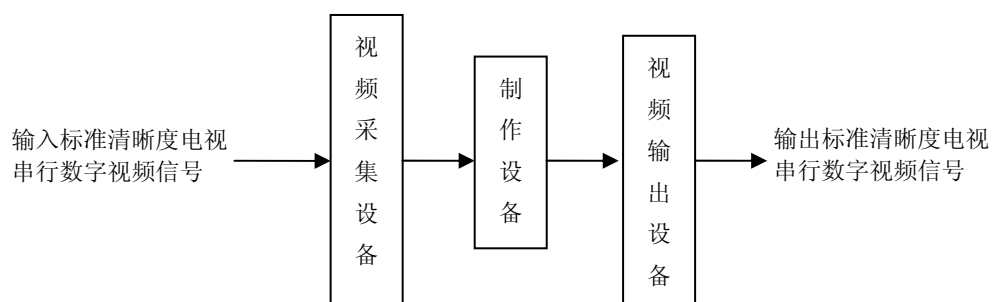 输入标准清晰度电视
串行数字视频信号
视频采集设备
制作设备
视频输出设备
输出标准清晰度电视
串行数字视频信号